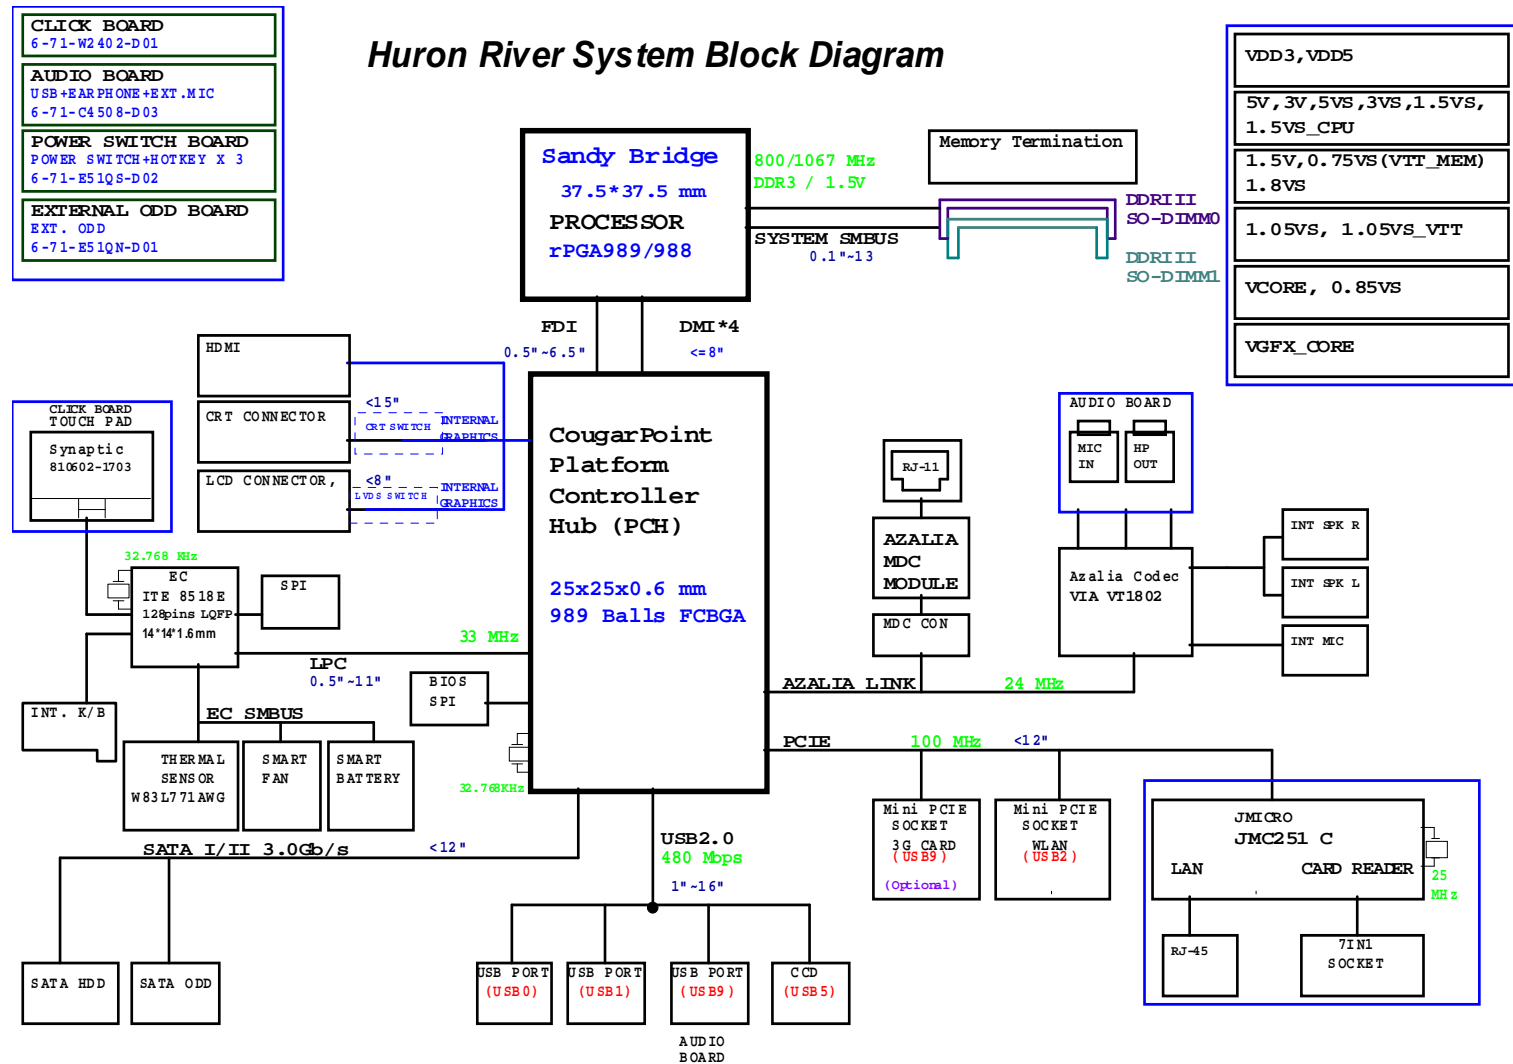 Huron River System Block Diagram
CLICK BOARD
6-71-W2402-D01
AUDIO BOARD
USB+EARPHONE+EXT.MIC
6-71-C4508-D03
POWER SWITCH BOARD
POWER SWITCH+HOTKEY X 3
6-71-E51QS-D02
EXTERNAL ODD BOARD
EXT. ODD
6-71-E51QN-D01
VDD3,VDD5
5V,3V,5VS,3VS,1.5VS,
1.5VS_CPU
1.5V,0.75VS(VTT_MEM)
1.8VS
1.05VS, 1.05VS_VTT
VCORE, 0.85VS
VGFX_CORE
Sandy Bridge
37.5*37.5 mm
PROCESSOR
rPGA989/988
800/1067 MHz
DDR3 / 1.5V
SYSTEM SMBUS
0.1"~13
Memory Termination
DDRIII
SO-DIMM0
DDRIII
SO-DIMM1
FDI
0.5"~6.5"
DMI*4
<=8"
HDMI
CRT CONNECTOR
<15"
CRT SWITCH
INTERNAL
GRAPHICS
LCD CONNECTOR,
<8"
LVDS SWITCH
INTERNAL
GRAPHICS
CLICK BOARD
TOUCH PAD
Synaptic
810602-1703
CougarPoint
Platform
Controller
Hub (PCH)
25x25x0.6 mm
989 Balls FCBGA
32.768 KHz
EC
ITE 8518E
128pins LQFP
14*14*1.6mm
SPI
33 MHz
LPC
0.5"~11"
BIOS
SPI
32.768KHz
INT. K/B
EC SMBUS
THERMAL
SENSOR
W83L771AWG
SMART
FAN
SMART
BATTERY
RJ-11
AZALIA
MDC
MODULE
MDC CON
AUDIO BOARD
MIC
IN
HP
OUT
Azalia Codec
VIA VT1802
INT SPK R
INT SPK L
INT MIC
AZALIA LINK
24 MHz
PCIE
100 MHz
<12"
Mini PCIE
SOCKET
3G CARD
(USB9)
(Optional)
Mini PCIE
SOCKET
WLAN
(USB2)
JMICRO
JMC251 C
LAN
CARD READER
25
MHz
RJ-45
7IN1
SOCKET
SATA I/II 3.0Gb/s
<12"
SATA HDD
SATA ODD
USB2.0
480 Mbps
1"~16"
USB PORT
(USB0)
USB PORT
(USB1)
USB PORT
(USB9)
AUDIO
BOARD
CCD
(USB5)